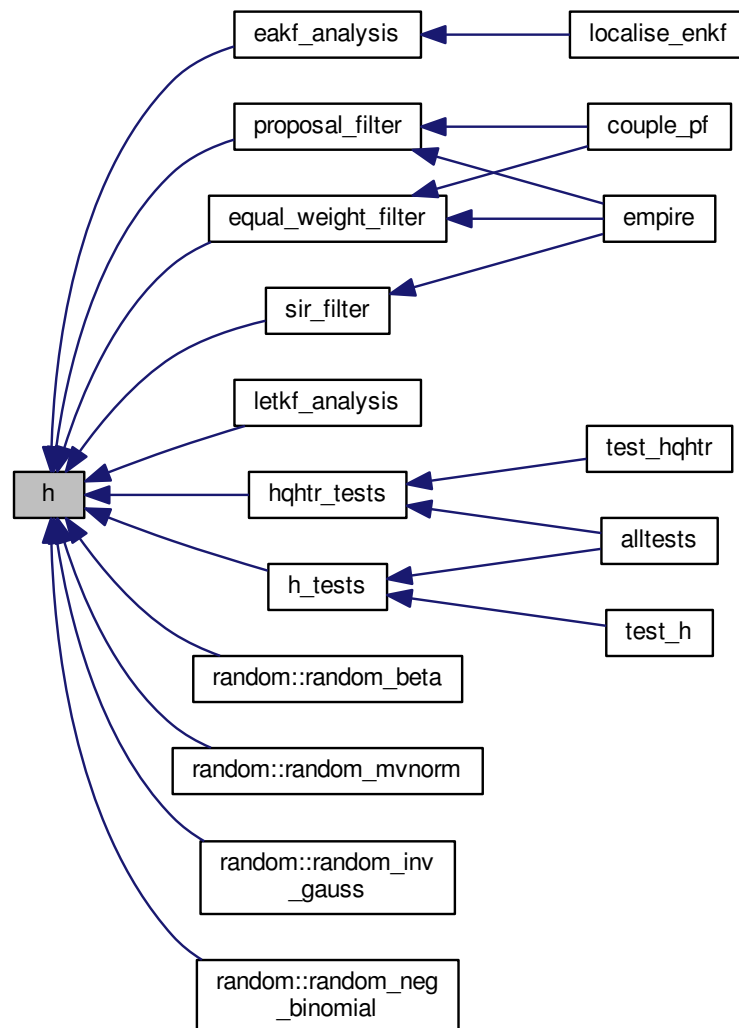 eakf_analysis
localise_enkf
proposal_filter
couple_pf
equal_weight_filter
empire
sir_filter
letkf_analysis
test_hqhtr
h
hqhtr_tests
alltests
h_tests
test_h
random::random_beta
random::random_mvnorm
random::random_inv
_gauss
random::random_neg
_binomial